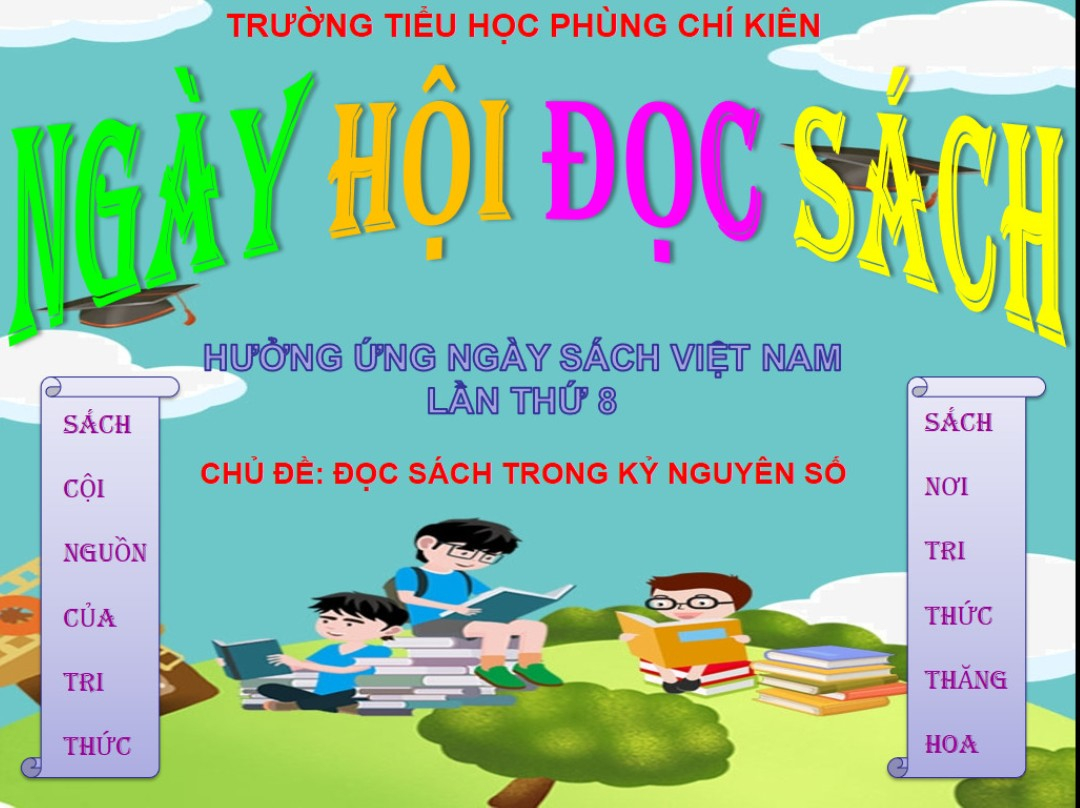 TRƯỜNG TIỂU HỌC PHÙNG CHÍ KIÊN
NGÀY HỘI ĐỌC SÁCH
HƯỞNG ỨNG NGÀY SÁCH VIỆT NAM
LẦN THỨ 8
CHỦ ĐỀ: ĐỌC SÁCH TRONG KỶ NGUYÊN SỐ
SÁCH
CỘI
NGUỒN
CỦA
TRI
THỨC
SÁCH
NƠI
TRI
THỨC
THĂNG
HOA